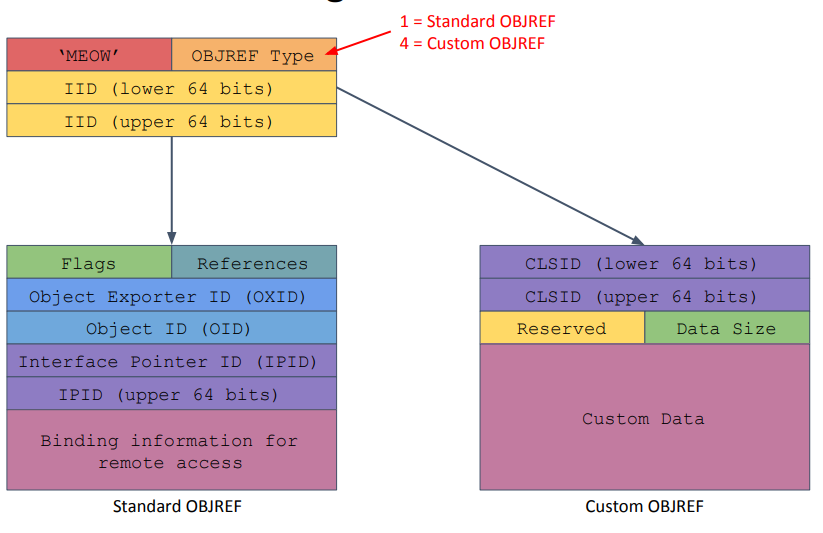 1 = Standard OBJREF
4 = Custom OBJREF
‘MEOW’
OBJREF Type
IID (lower 64 bits)
IID (upper 64 bits)
Flags
References
Object Exporter ID (OXID)
Object ID (OID)
Interface Pointer ID (IPID)
IPID (upper 64 bits)
Binding information for
remote access
Standard OBJREF
CLSID (lower 64 bits)
CLSID (upper 64 bits)
Reserved
Data Size
Custom Data
Custom OBJREF